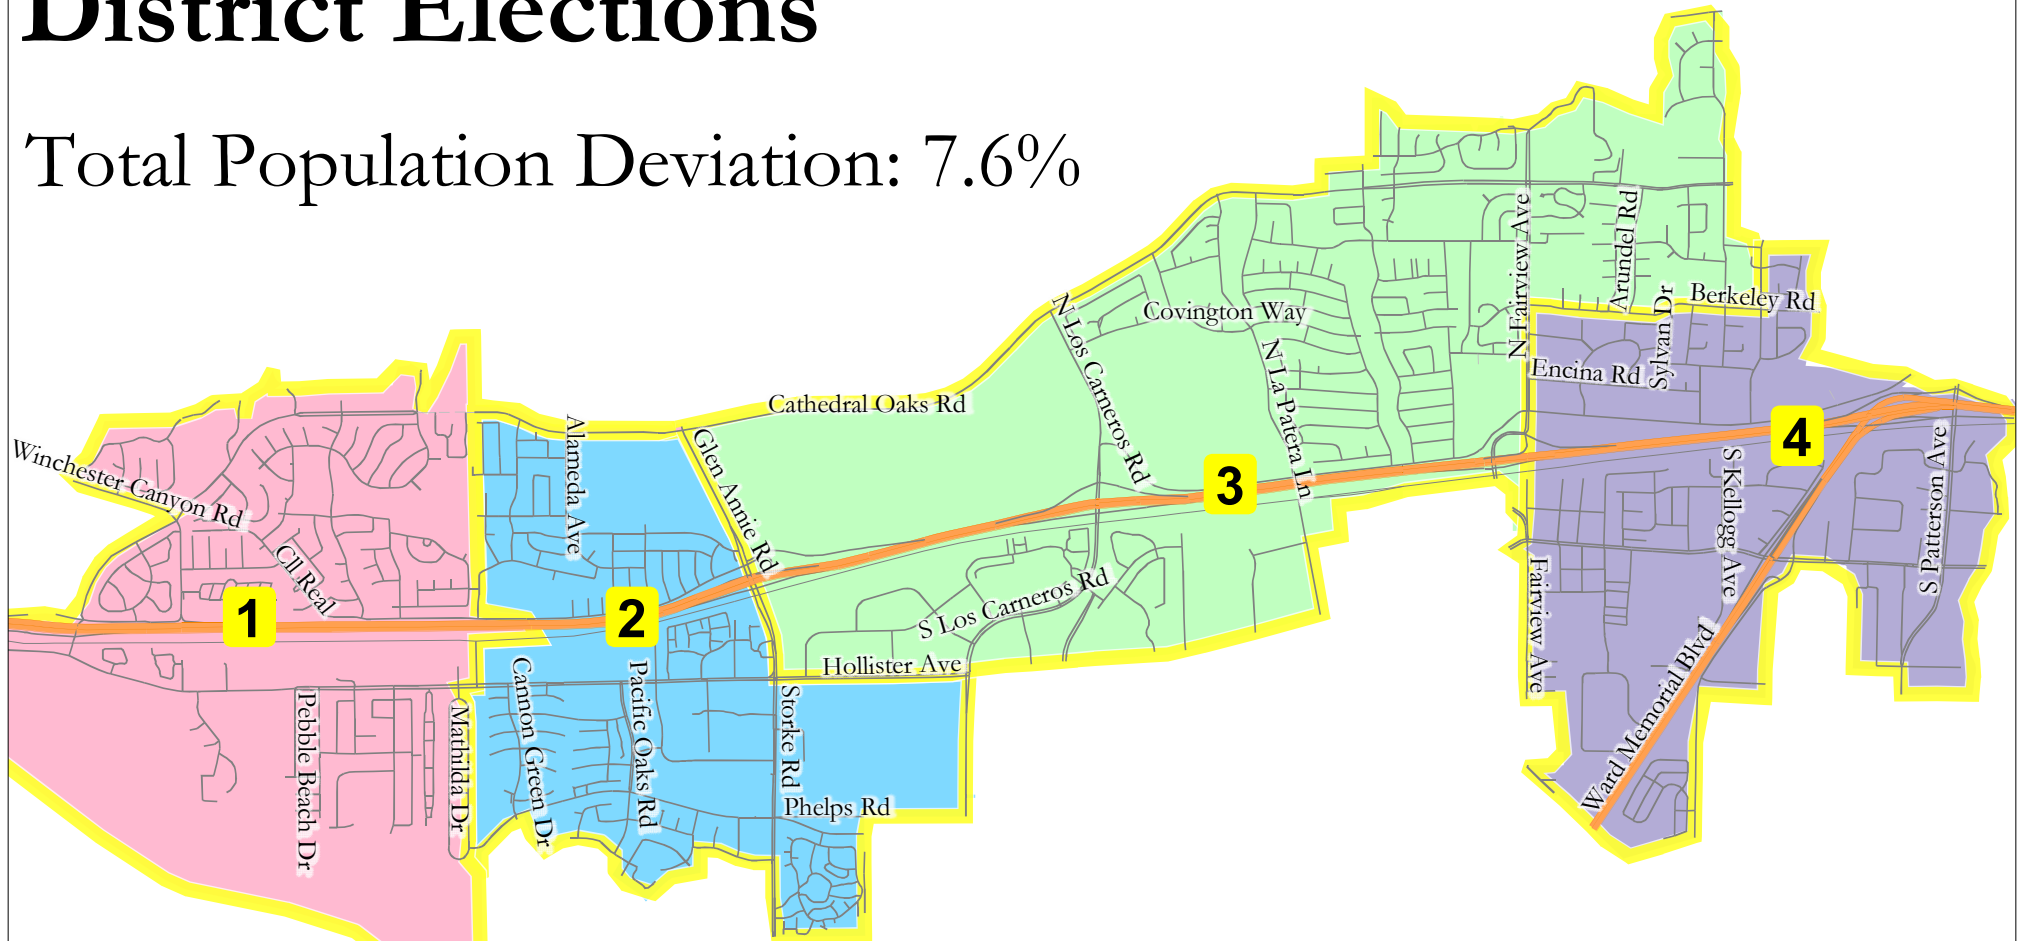 District Elections
Total Population Deviation: 7.6%
Winchester Canyon Rd
Cll Real
1
Pebble Beach Dr
Mathilda Dr
Alameda Ave
2
Cannon Green Dr
Pacific Oaks Rd
Glen Annie Rd
Storke Rd
Phelps Rd
Hollister Ave
Cathedral Oaks Rd
N Los Carneros Rd
S Los Carneros Rd
Covington Way
N La Patera Ln
3
N Fairview Ave
Arundel Rd
Sylvan Dr
Berkeley Rd
Encina Rd
4
S Kellogg Ave
S Patterson Ave
Fairview Ave
Ward Memorial Blvd